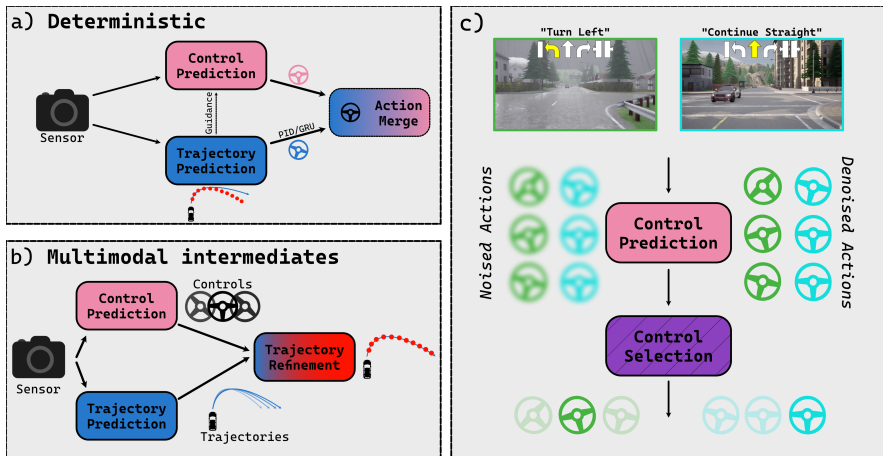 a) Deterministic
Control
Prediction
Sensor
Guidance
PID/GRU
Action
Merge
Trajectory
Prediction
b) Multimodal intermediates
Controls
Control
Prediction
Sensor
Trajectory
Refinement
Trajectory
Prediction
Trajectories
c)
"Turn Left"
"Continue Straight"
Noised Actions
Control
Prediction
Denoised Actions
Control
Selection